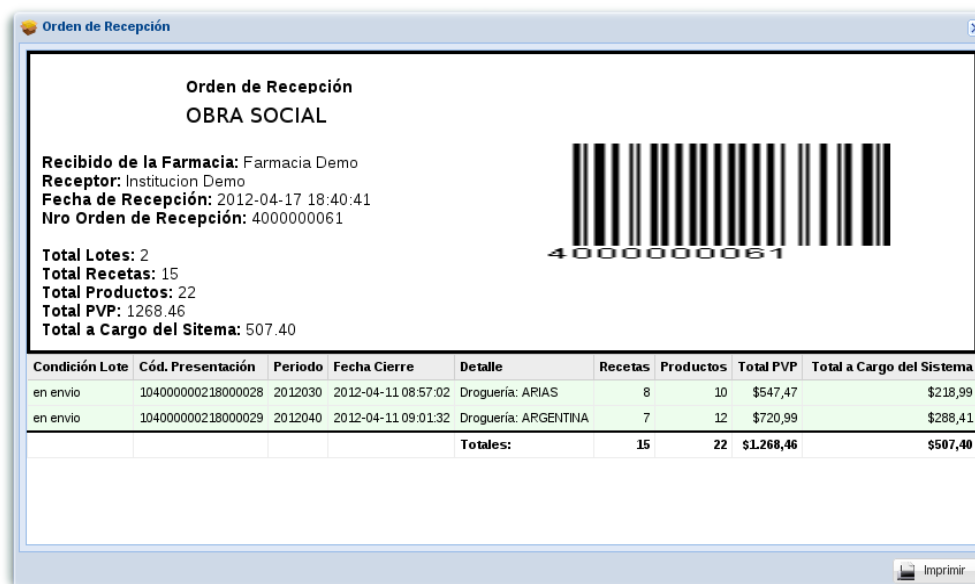 Orden de Recepción
Orden de Recepción
OBRA SOCIAL
Recibido de la Farmacia: Farmacia Demo
Receptor: Institucion Demo
Fecha de Recepción: 2012-04-17 18:40:41
Nro Orden de Recepción: 4000000061
4000000061
Total Lotes: 2
Total Recetas: 15
Total Productos: 22
Total PVP: 1268.46
Total a Cargo del Sitema: 507.40
Condición Lote Cód. Presentación Periodo Fecha Cierre Detalle Recetas Productos Total PVP Total a Cargo del Sistema
en envio 104000000218000028 2012030 2012-04-11 08:57:02 Droguería: ARIAS 8 10 $547,47 $218,99
en envio 104000000218000029 2012040 2012-04-11 09:01:32 Droguería: ARGENTINA 7 12 $720,99 $288,41
Totales: 15 22 $1.268,46 $507,40
Imprimir